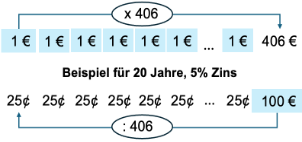 x 406
1 € 1 € 1 € 1 € 1 € 1 € 1 € ... 1 € 406 €
Beispiel für 20 Jahre, 5% Zins
25¢ 25¢ 25¢ 25¢ 25¢ 25¢ ... 25¢ 100 €
: 406